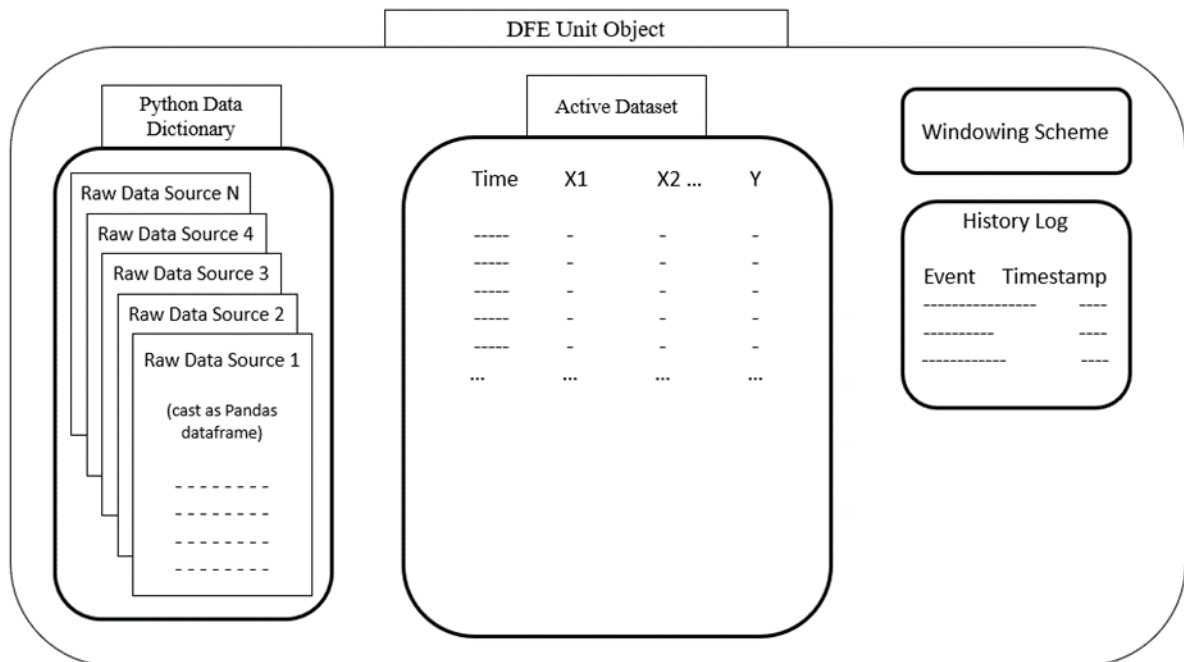 DFE Unit Object
Python Data
Dictionary
Raw Data Source N
Raw Data Source 4
Raw Data Source 3
Raw Data Source 2
Raw Data Source 1
(cast as Pandas
dataframe)
- - - - - - - -
- - - - - - - -
- - - - - - - -
- - - - - - - -
Active Dataset
Time X1 X2 ... Y
----- - - -
----- - - -
----- - - -
----- - - -
----- - - -
... ... ... ...
Windowing Scheme
History Log
Event Timestamp
---------------- ----
---------- ----
------------ ----